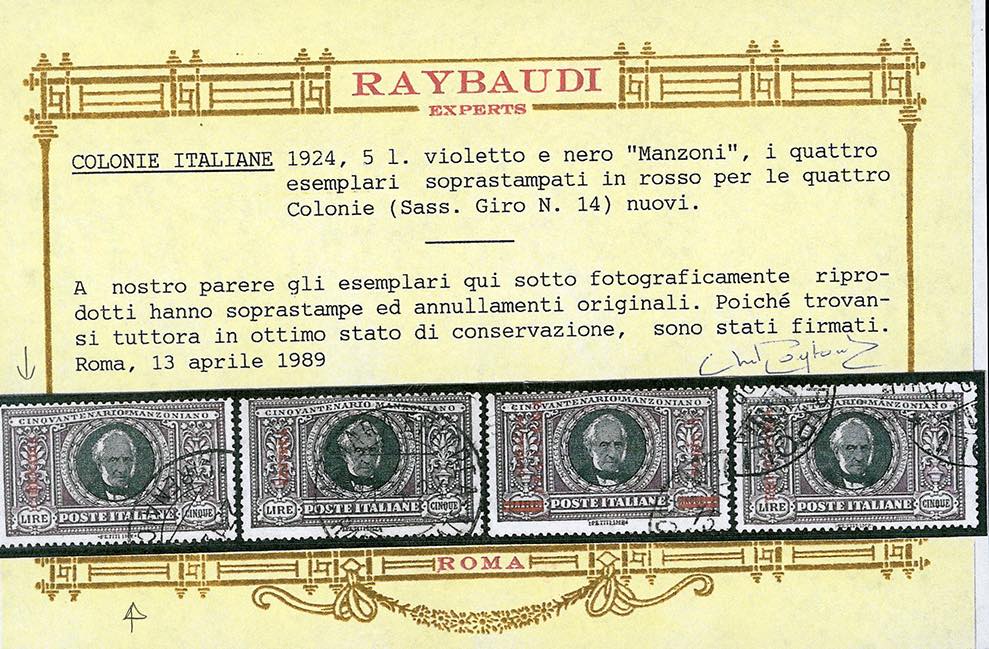 RAYBAUDI
EXPERTS
COLONIE ITALIANE 1924, 5 l. violetto e nero "Manzoni", i quattro
esemplari soprastampati in rosso per le quattro
Colonie (Sass. Giro N. 14) nuovi.
A nostro parere gli esemplari qui sotto fotograficamente ripro-
dotti hanno soprastampe ed annullamenti originali. Poiché trovan-
si tuttora in ottimo stato di conservazione, sono stati firmati.
Roma, 13 aprile 1989
CINQVANTENARIO MANZONIANO CINQVANTENARIO MANZONIANO CINQVANTENARIO MANZONIANO CINQVANTENARIO MANZONIANO
LIRE POSTE ITALIANE CINQUE LIRE POSTE ITALIANE CINQUE POSTE ITALIANE LIRE POSTE ITALIANE CINQUE
ROMA